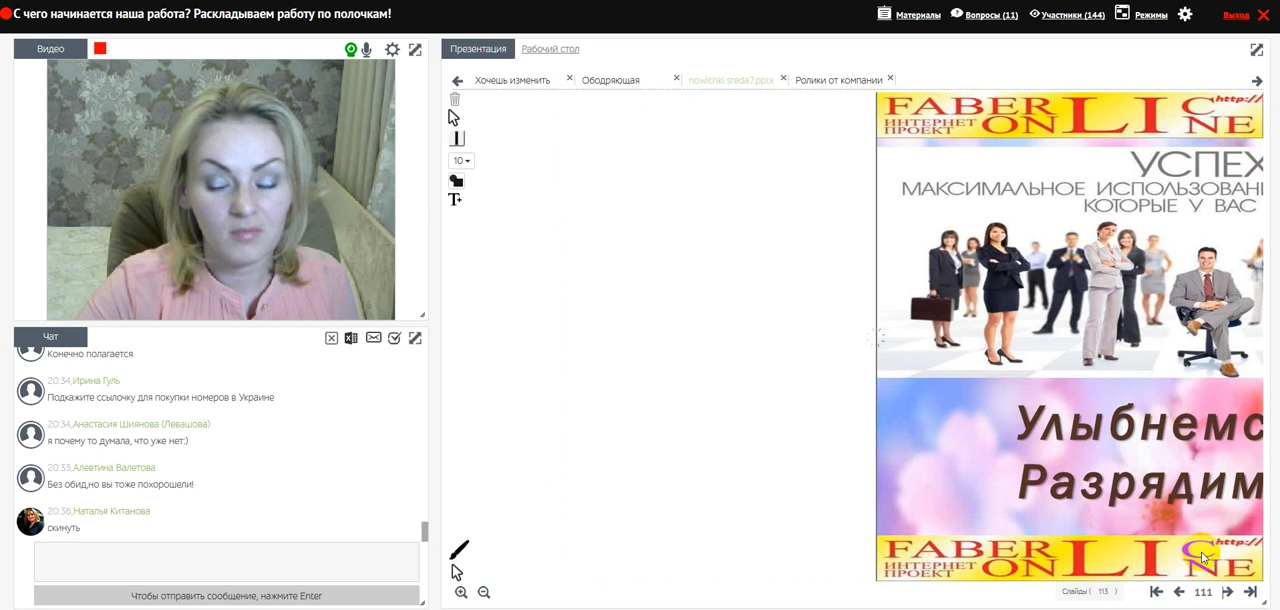 С чего начинается наша работа? Раскладываем работу по полочкам!
Материалы
Вопросы (11)
Участники (144)
Режимы
Выход
Видео
Презентация
Рабочий стол
Хочешь изменить
Ободряющая
nowichki sreda7.pptx
Ролики от компании
10
T+
FABERLIC
http://
ИНТЕРНЕТ
ПРОЕКТ
ONLINE
УСПЕХ
МАКСИМАЛЬНОЕ ИСПОЛЬЗОВАНИ
КОТОРЫЕ У ВАС
Улыбнемс
Разрядим
FABERLIC
http://
ИНТЕРНЕТ
ПРОЕКТ
ONLINE
Слайды ( 113 )
111
Чат
Конечно полагается
20:34,Ирина Гуль
Подкажите ссылочку для покупки номеров в Украине
20:34,Анастасия Шиянова (Левашова)
я почему то думала, что уже нет:)
20:35,Алевтина Валетова
Без обид,но вы тоже похорошели!
20:36,Наталья Китанова
скинуть
Чтобы отправить сообщение, нажмите Enter